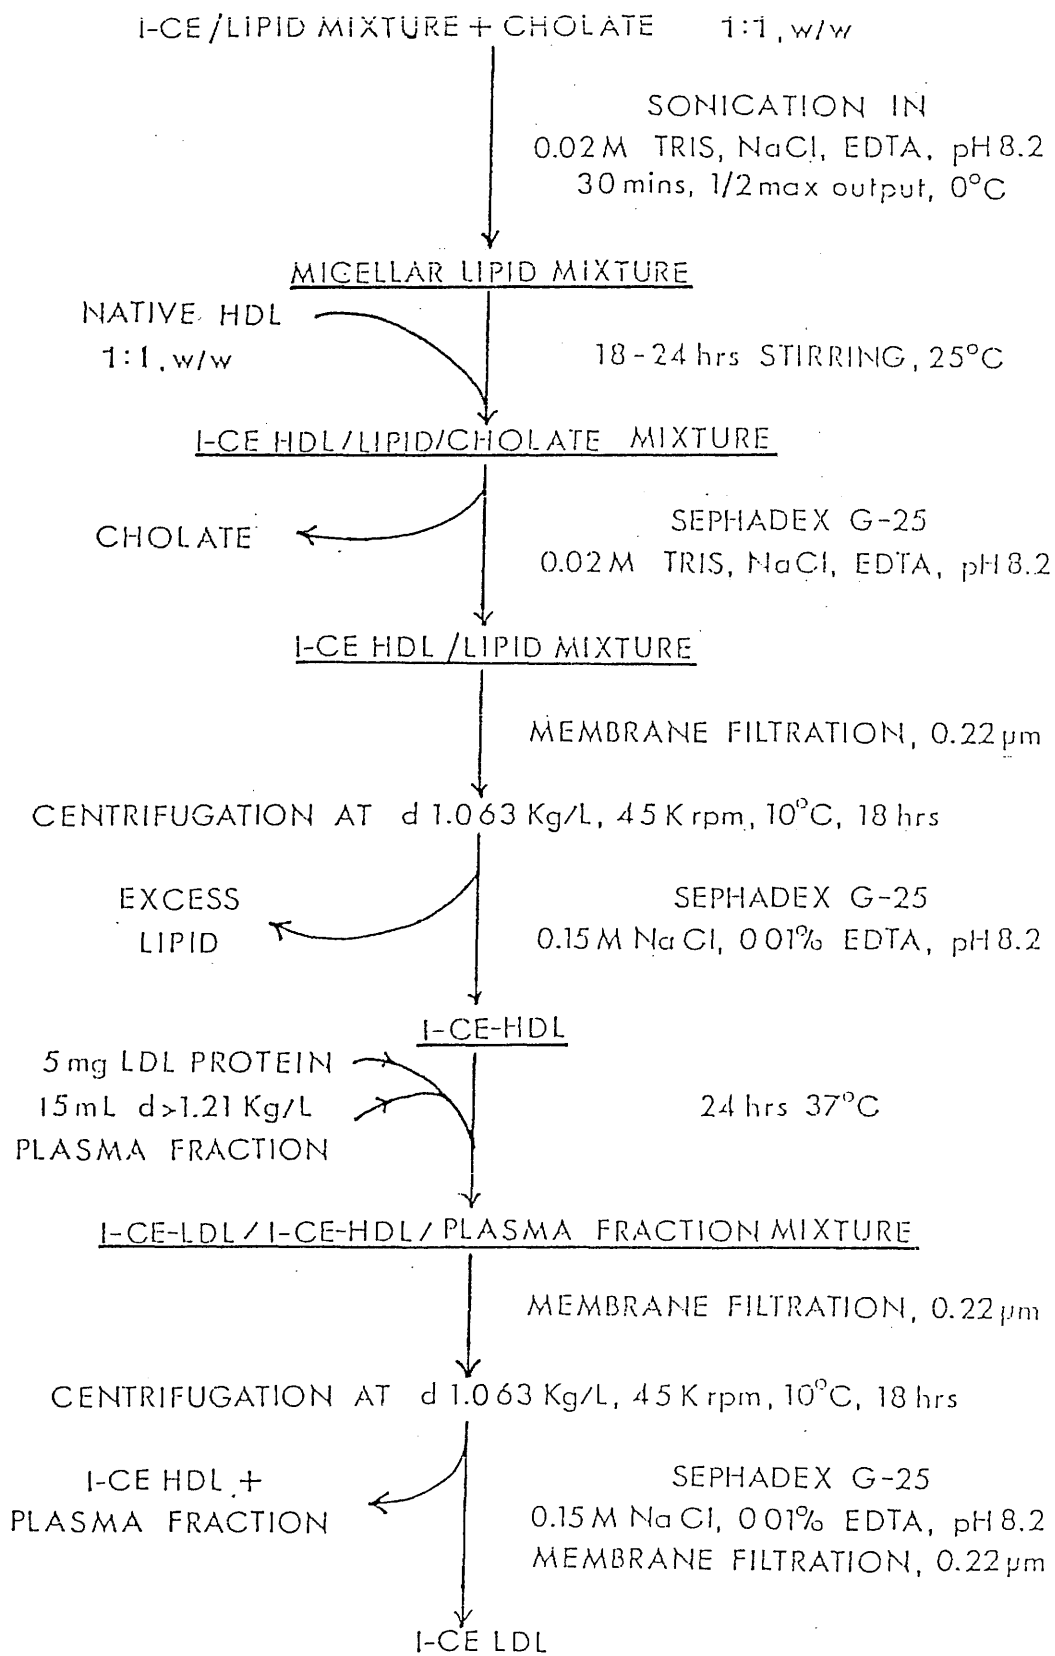 I-CE/LIPID MIXTURE + CHOLATE 1:1, w/w
SONICATION IN
0.02M TRIS, NaCl, EDTA, pH 8.2
30 mins, 1/2 max output, 0°C
MICELLAR LIPID MIXTURE
NATIVE HDL
1:1, w/w
18-24 hrs STIRRING, 25°C
I-CE HDL/LIPID/CHOLATE MIXTURE
CHOLATE
SEPHADEX G-25
0.02M TRIS, NaCl, EDTA, pH 8.2
I-CE HDL/LIPID MIXTURE
MEMBRANE FILTRATION, 0.22 µm
CENTRIFUGATION AT d 1.063 Kg/L, 45 K rpm, 10°C, 18 hrs
EXCESS
LIPID
SEPHADEX G-25
0.15 M NaCl, 001% EDTA, pH 8.2
I-CE-HDL
5 mg LDL PROTEIN
15 mL d>1.21 Kg/L
PLASMA FRACTION
24 hrs 37°C
I-CE-LDL/I-CE-HDL/PLASMA FRACTION MIXTURE
MEMBRANE FILTRATION, 0.22 µm
CENTRIFUGATION AT d 1.063 Kg/L, 45 K rpm, 10°C, 18 hrs
I-CE HDL +
PLASMA FRACTION
SEPHADEX G-25
0.15 M NaCl, 001% EDTA, pH 8.2
MEMBRANE FILTRATION, 0.22 µm
I-CE LDL